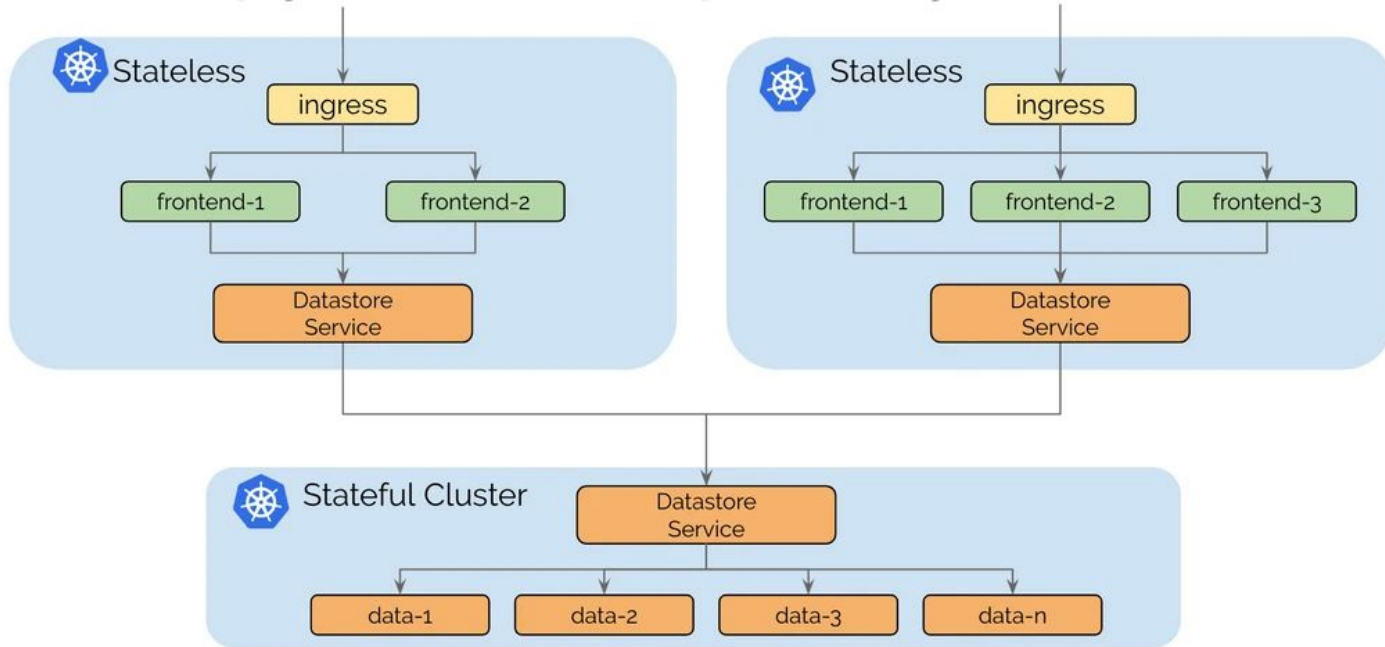 Stateless
ingress
frontend-1
frontend-2
Datastore
Service
Stateless
ingress
frontend-1
frontend-2
frontend-3
Datastore
Service
Stateful Cluster
Datastore
Service
data-1
data-2
data-3
data-n